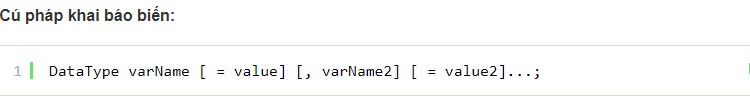 Cú pháp khai báo biến:
1 DataType varName [ = value] [, varName2] [ = value2]...;